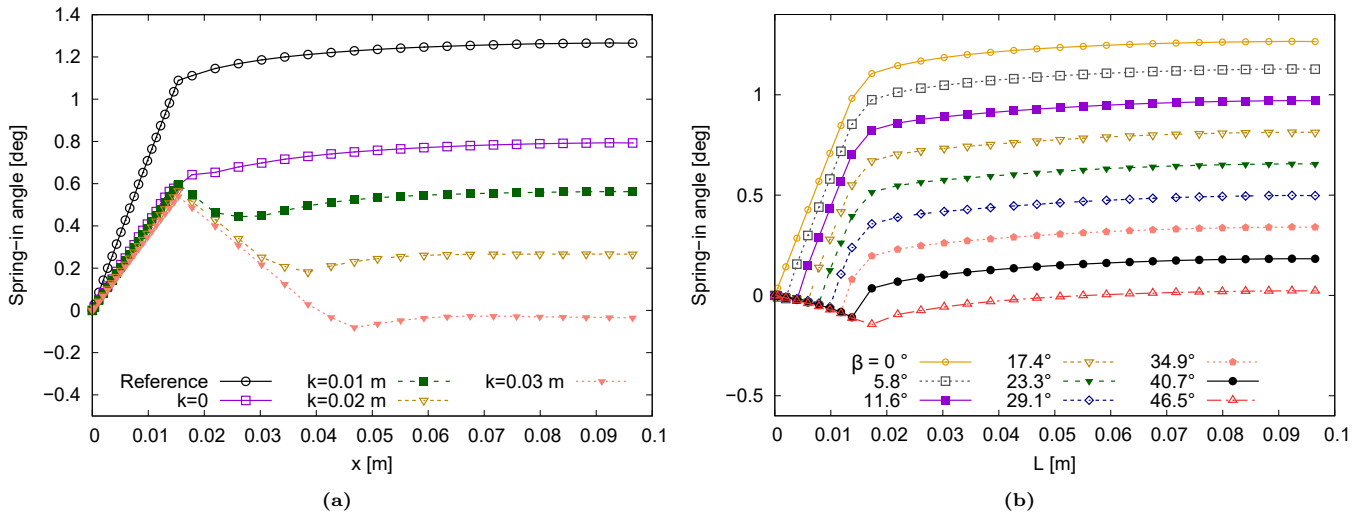 1.4
1.2
1
0.8
0.6
0.4
0.2
0
−0.2
−0.4
Spring-in angle [deg]
Reference
k=0
k=0.01 m
k=0.02 m
k=0.03 m
0 0.01 0.02 0.03 0.04 0.05 0.06 0.07 0.08 0.09 0.1
x [m]
(a)
1
0.5
0
−0.5
Spring-in angle [deg]
β = 0 °
5.8°
11.6°
17.4°
23.3°
29.1°
34.9°
40.7°
46.5°
0 0.01 0.02 0.03 0.04 0.05 0.06 0.07 0.08 0.09 0.1
L [m]
(b)